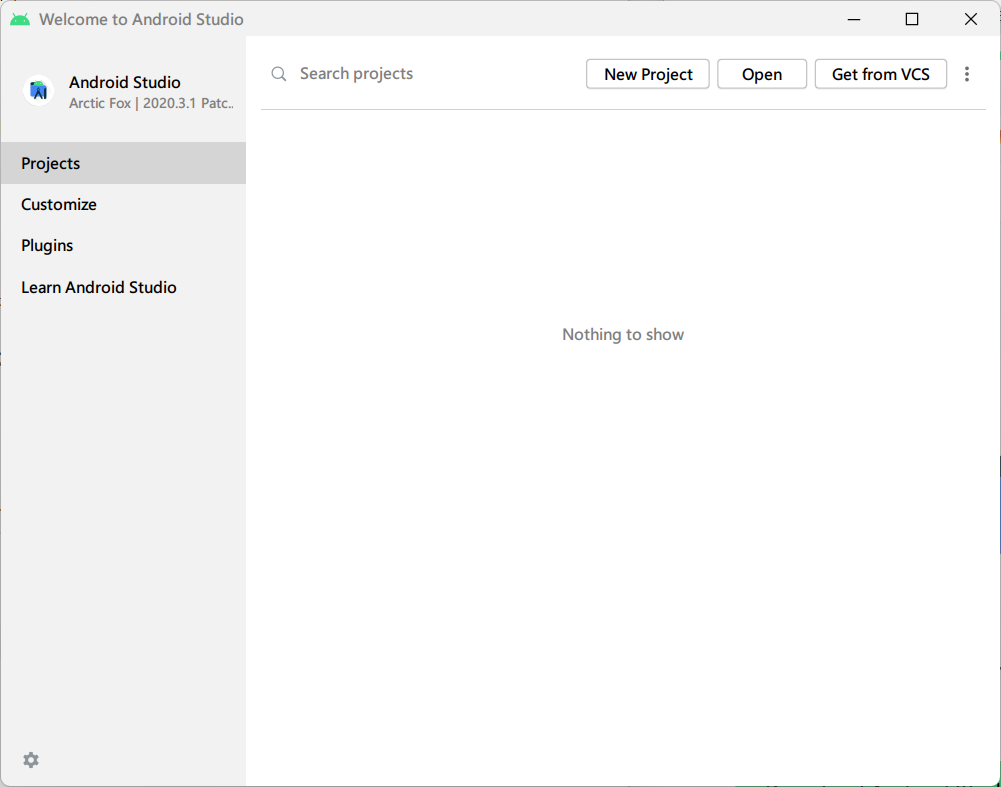 Welcome to Android Studio
Android Studio
Arctic Fox | 2020.3.1 Patc..
Projects
Customize
Plugins
Learn Android Studio
Search projects
New Project
Open
Get from VCS
Nothing to show